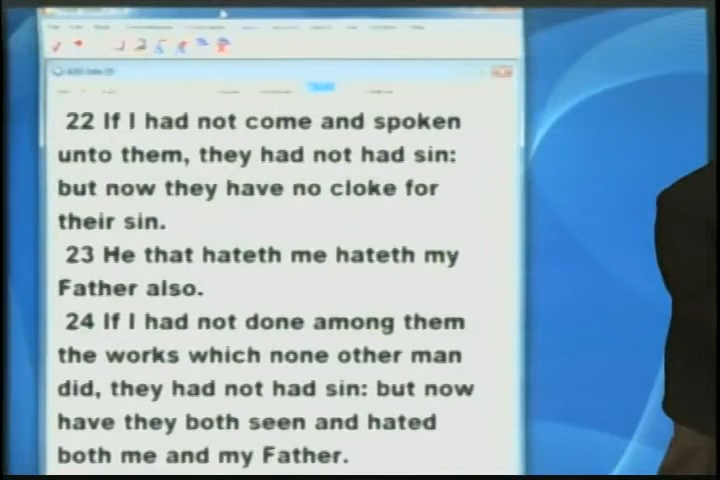 22 If I had not come and spoken
unto them, they had not had sin:
but now they have no cloke for
their sin.
23 He that hateth me hateth my
Father also.
24 If I had not done among them
the works which none other man
did, they had not had sin: but now
have they both seen and hated
both me and my Father.